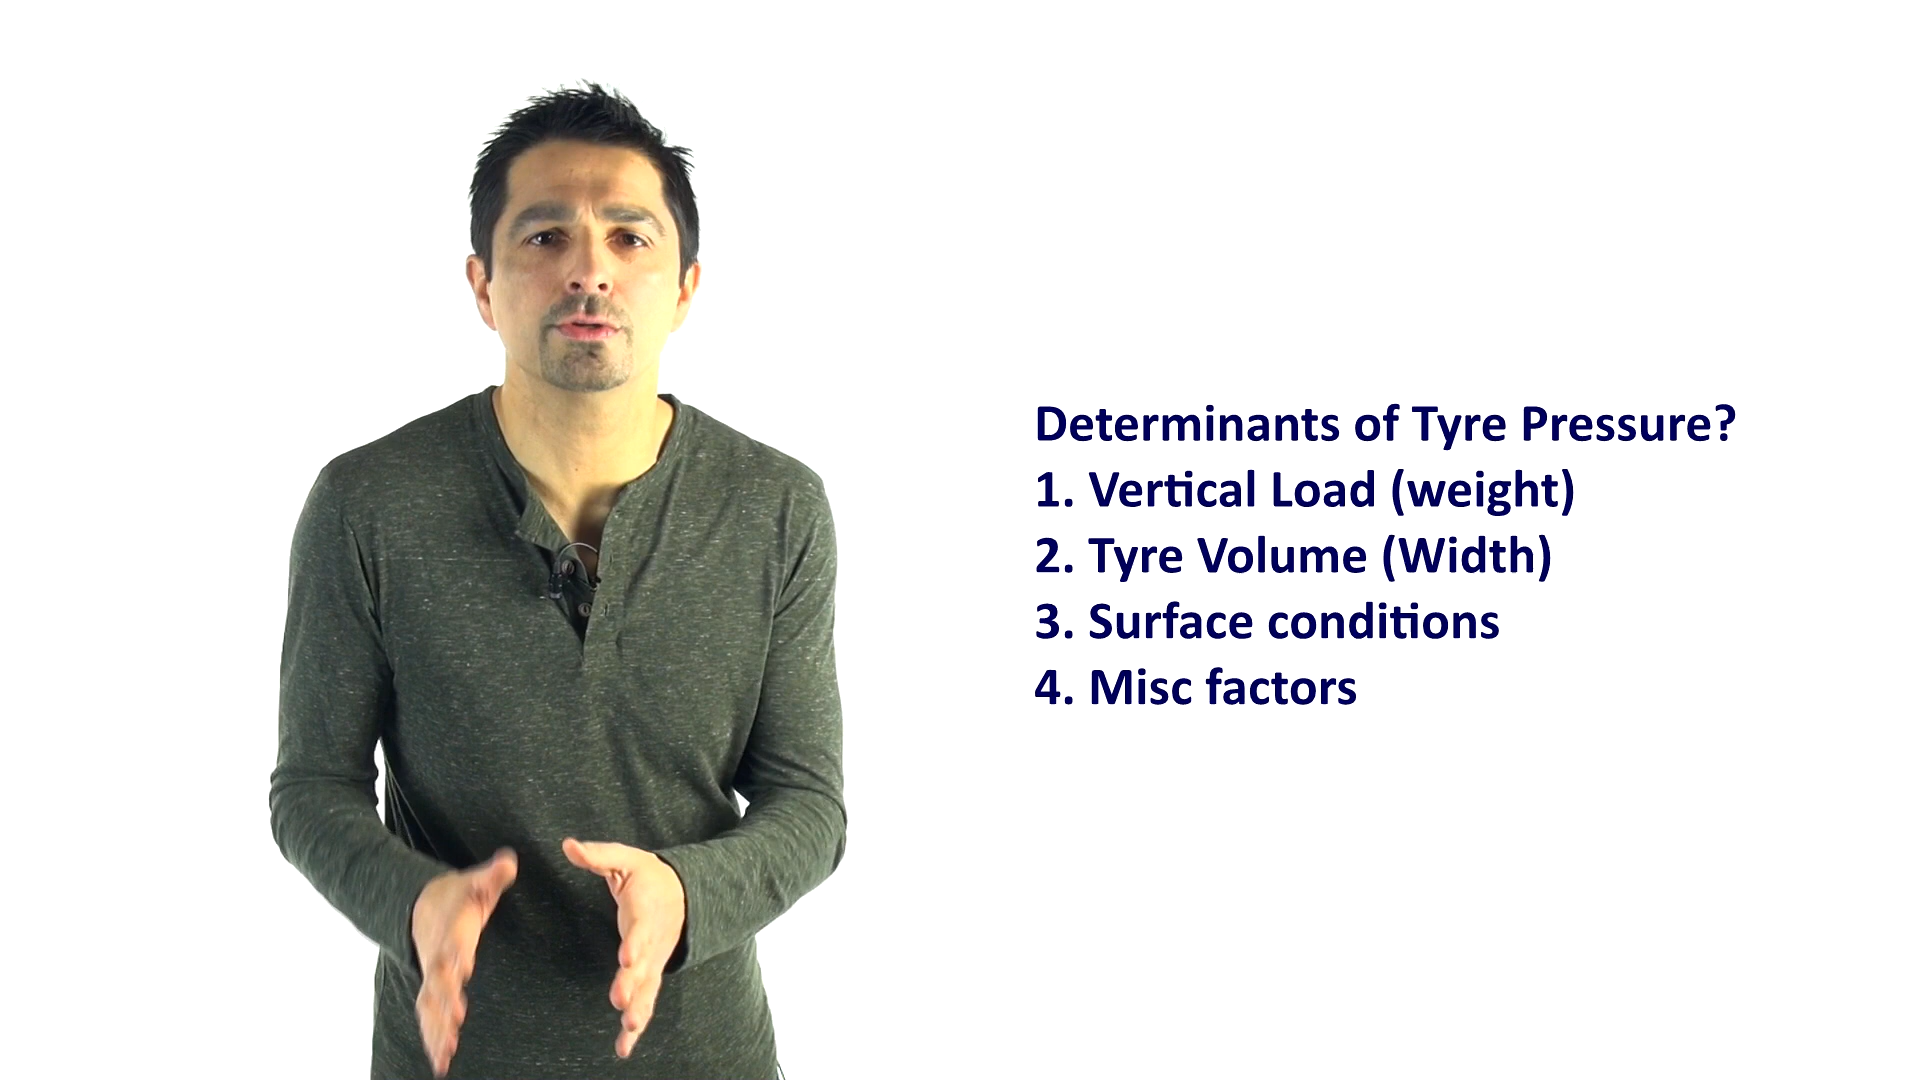 Determinants of Tyre Pressure?
1. Vertical Load (weight)
2. Tyre Volume (Width)
3. Surface conditions
4. Misc factors